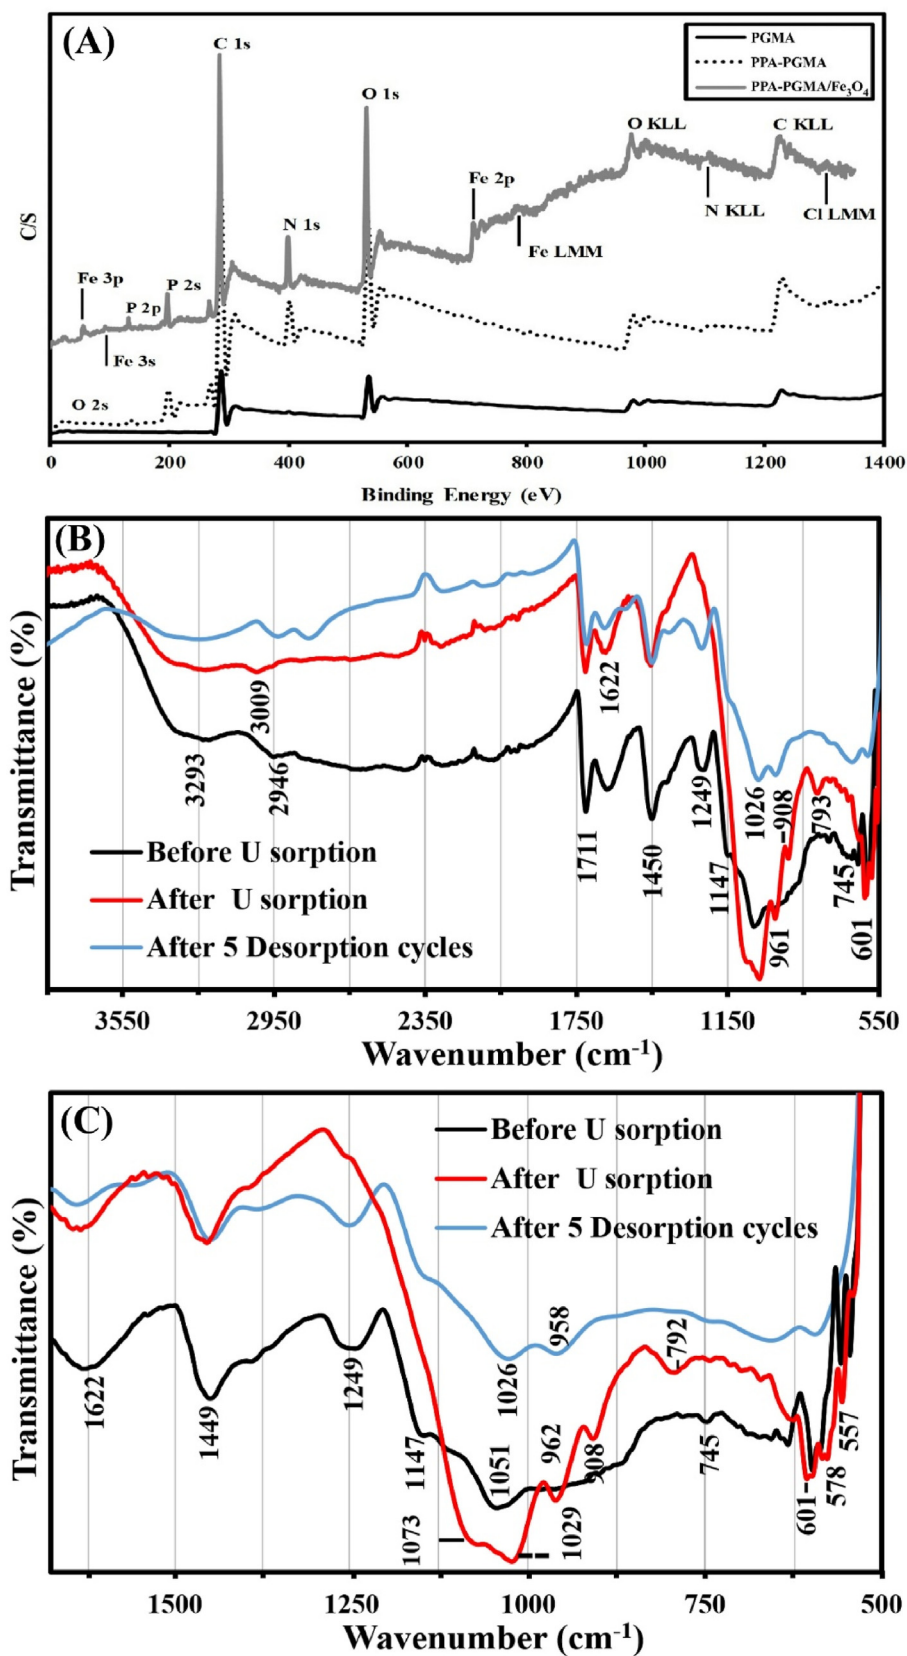 (A)
C 1s
PGMA
PPA-PGMA
PPA-PGMA/Fe₃O₄
O 1s
O KLL
C KLL
Fe 2p
N KLL
Cl LMM
N 1s
Fe LMM
C/S
Fe 3p
P 2s
P 2p
Fe 3s
O 2s
0 200 400 600 800 1000 1200 1400
Binding Energy (eV)
(B)
Transmittance (%)
3009
1622
3293
2946
1711
1450
1249
1147
1026
908
793
961
745
601
Before U sorption
After U sorption
After 5 Desorption cycles
3550 2950 2350 1750 1150 550
Wavenumber (cm⁻¹)
(C)
Before U sorption
After U sorption
After 5 Desorption cycles
Transmittance (%)
1622
1449
1249
1147
1026
958
792
1051
962
908
745
1073
1029
601
578
557
1500 1250 1000 750 500
Wavenumber (cm⁻¹)